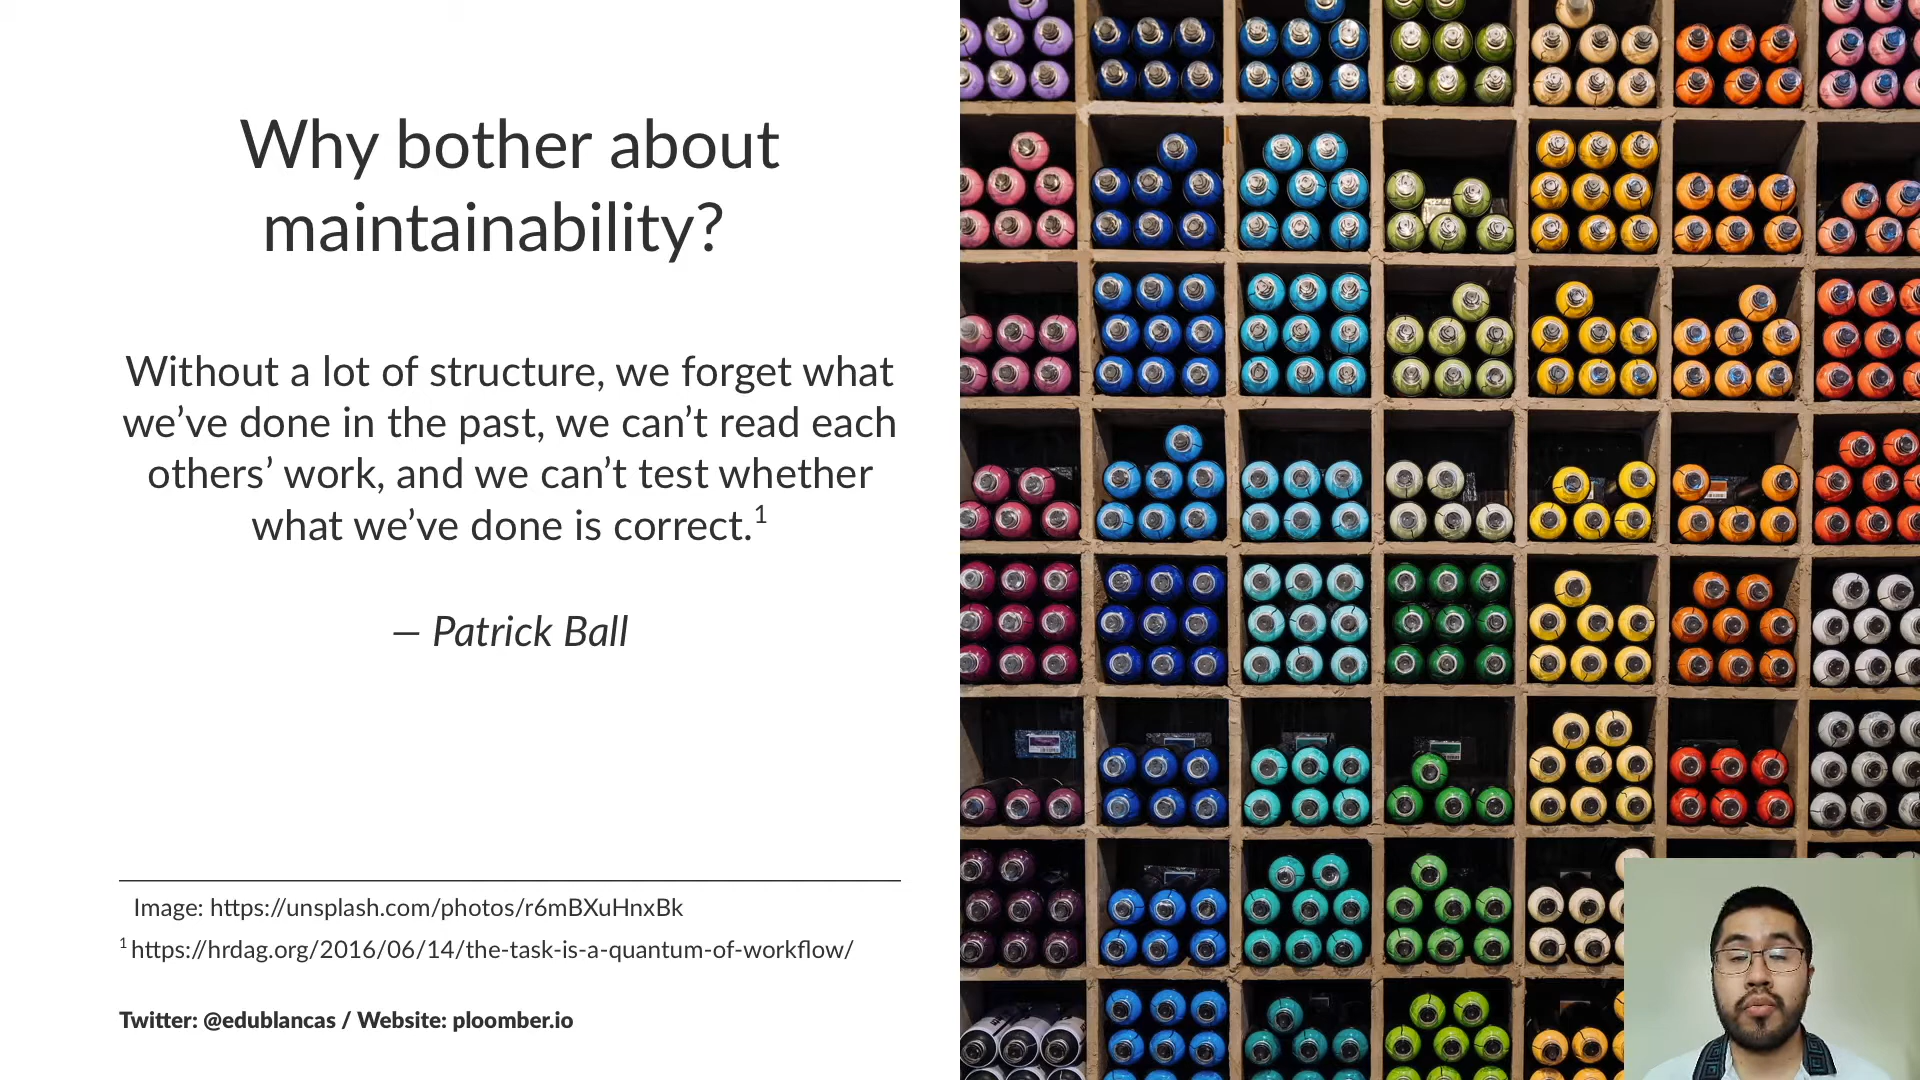 Why bother about
maintainability?
Without a lot of structure, we forget what
we’ve done in the past, we can’t read each
others’ work, and we can’t test whether
what we’ve done is correct.¹
— Patrick Ball
Image: https://unsplash.com/photos/r6mBXuHnxBk
¹ https://hrdag.org/2016/06/14/the-task-is-a-quantum-of-workflow/
Twitter: @edublancas / Website: ploomber.io